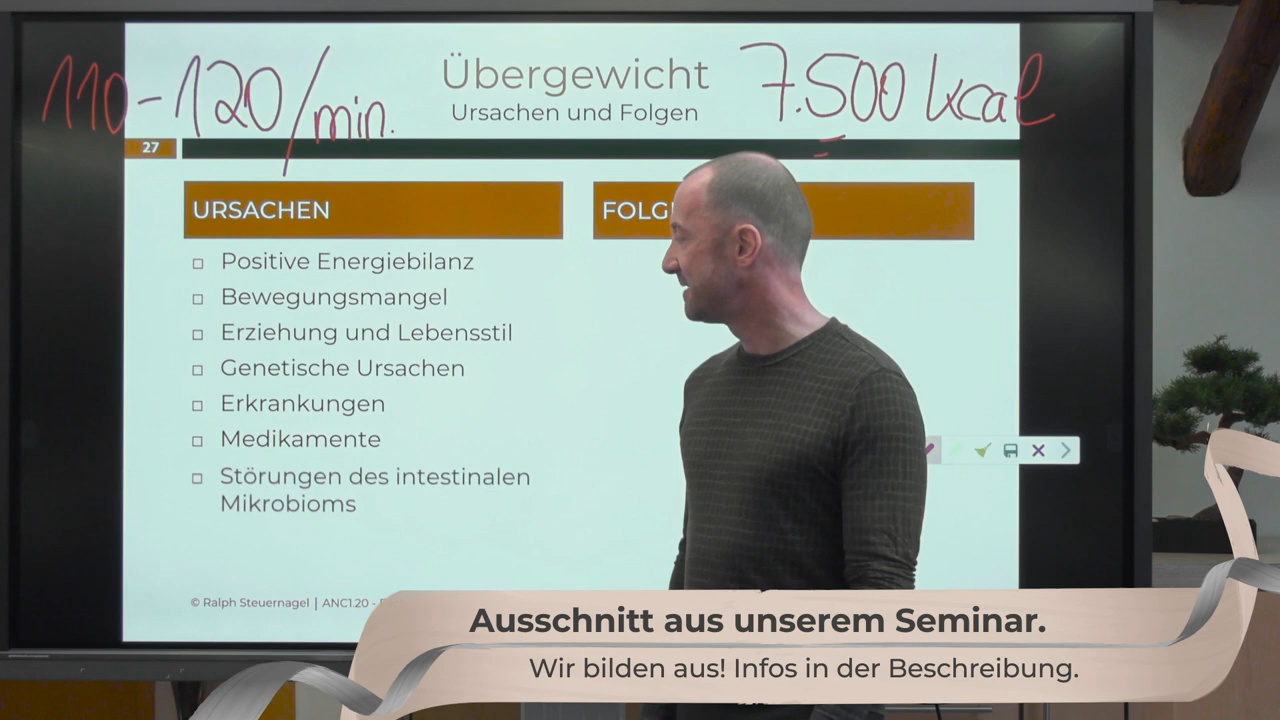 110-120/min.
Übergewicht
7.500 kcal
Ursachen und Folgen
27
URSACHEN
Positive Energiebilanz
Bewegungsmangel
Erziehung und Lebensstil
Genetische Ursachen
Erkrankungen
Medikamente
Störungen des intestinalen
Mikrobioms
© Ralph Steuernagel | ANC1.20 -
Ausschnitt aus unserem Seminar.
Wir bilden aus! Infos in der Beschreibung.